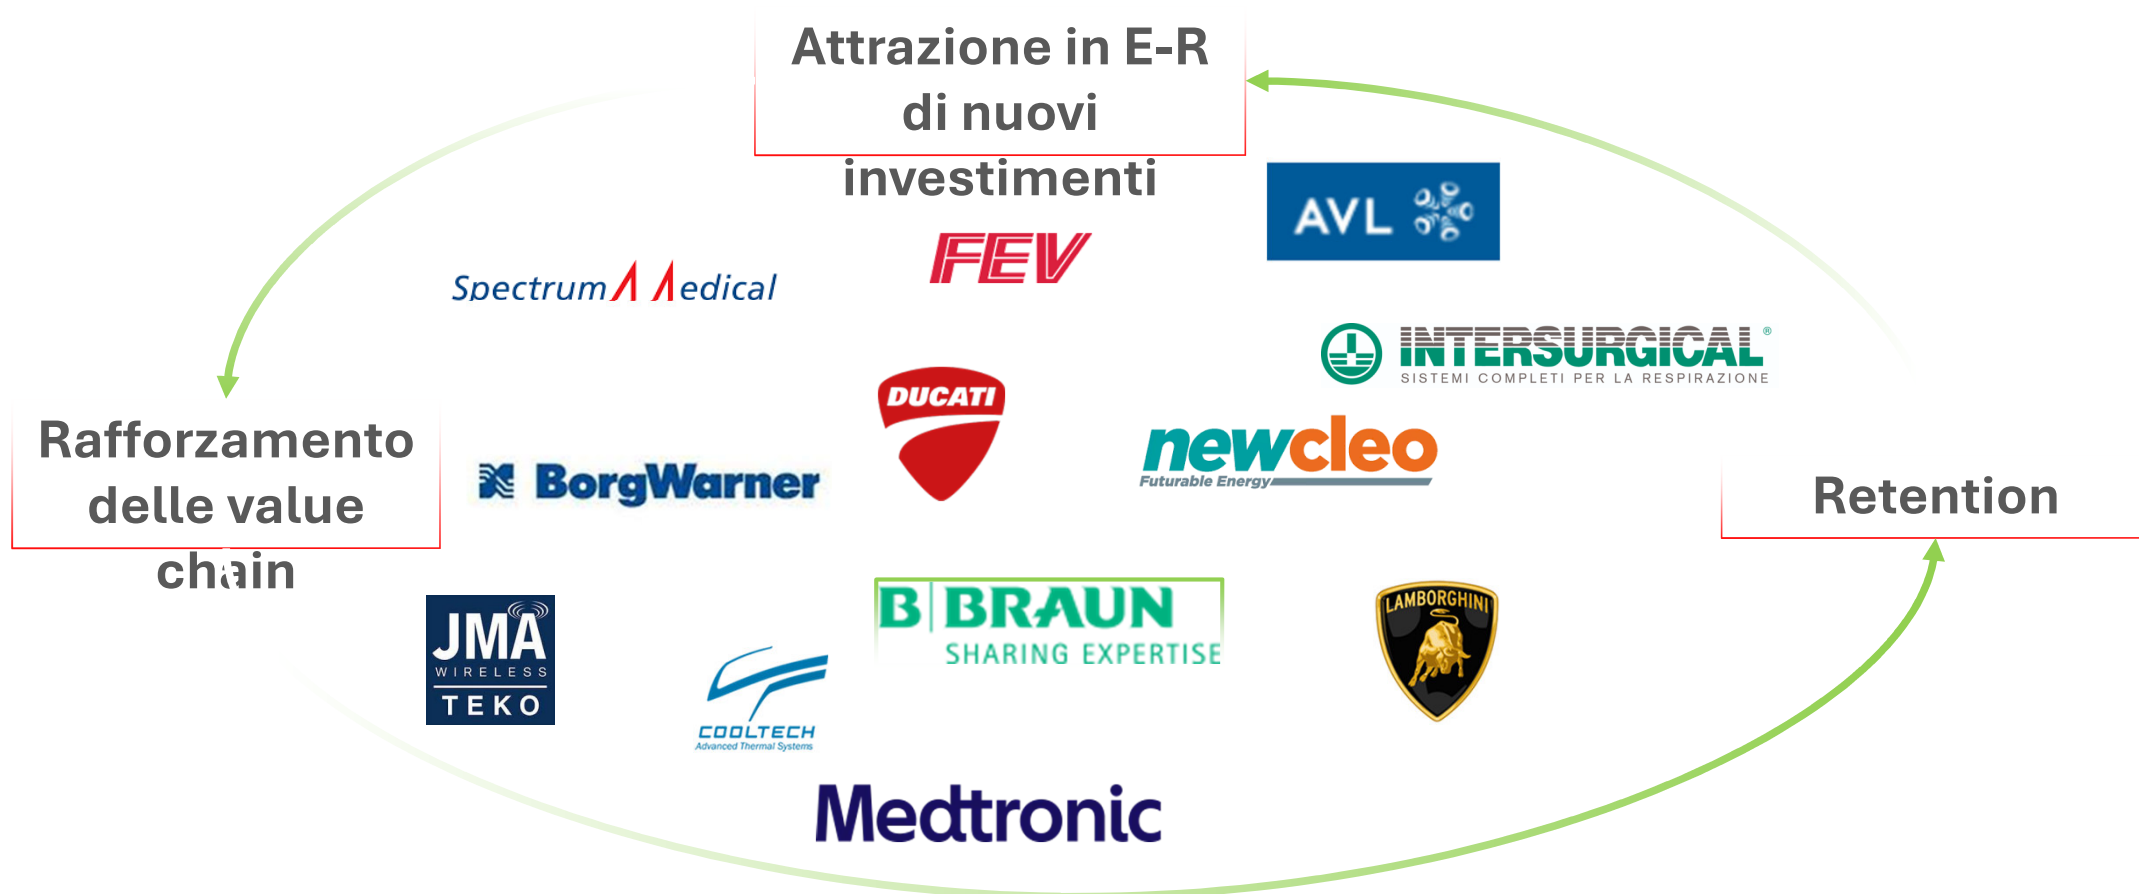 Attrazione in E-R
di nuovi
investimenti
AVL
FEV
Spectrum Medical
INTERSURGICAL®
SISTEMI COMPLETI PER LA RESPIRAZIONE
DUCATI
newcleo
Futurable Energy
Rafforzamento
delle value
chain
BorgWarner
Retention
JMA
WIRELESS
TEKO
B|BRAUN
SHARING EXPERTISE
LAMBORGHINI
COOLTECH
Advanced Thermal Systems
Medtronic